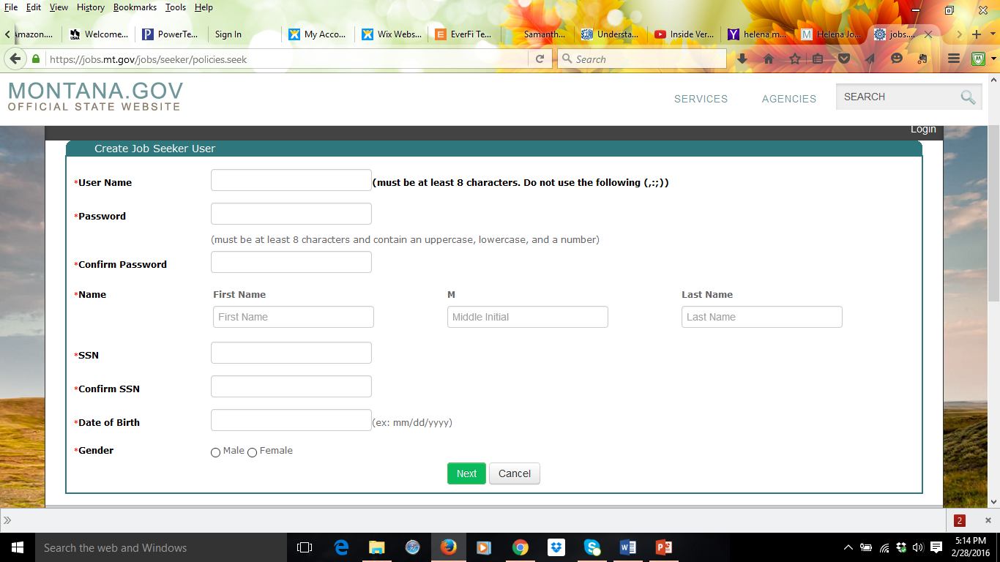 File Edit View History Bookmarks Tools Help
Amazon.... Welcome... PowerTe... Sign In My Acco... Wix Webs... EverFi Te... Samanth... Understa... Inside Ver... helena m... Helena Jo... jobs....
https://jobs.mt.gov/jobs/seeker/policies.seek Search
MONTANA.GOV
OFFICIAL STATE WEBSITE
SERVICES AGENCIES SEARCH
Login
Create Job Seeker User
*User Name (must be at least 8 characters. Do not use the following (,:;))
*Password
(must be at least 8 characters and contain an uppercase, lowercase, and a number)
*Confirm Password
*Name First Name M Last Name
First Name Middle Initial Last Name
*SSN
*Confirm SSN
*Date of Birth (ex: mm/dd/yyyy)
*Gender Male Female
Next Cancel
2
Search the web and Windows
5:14 PM
2/28/2016